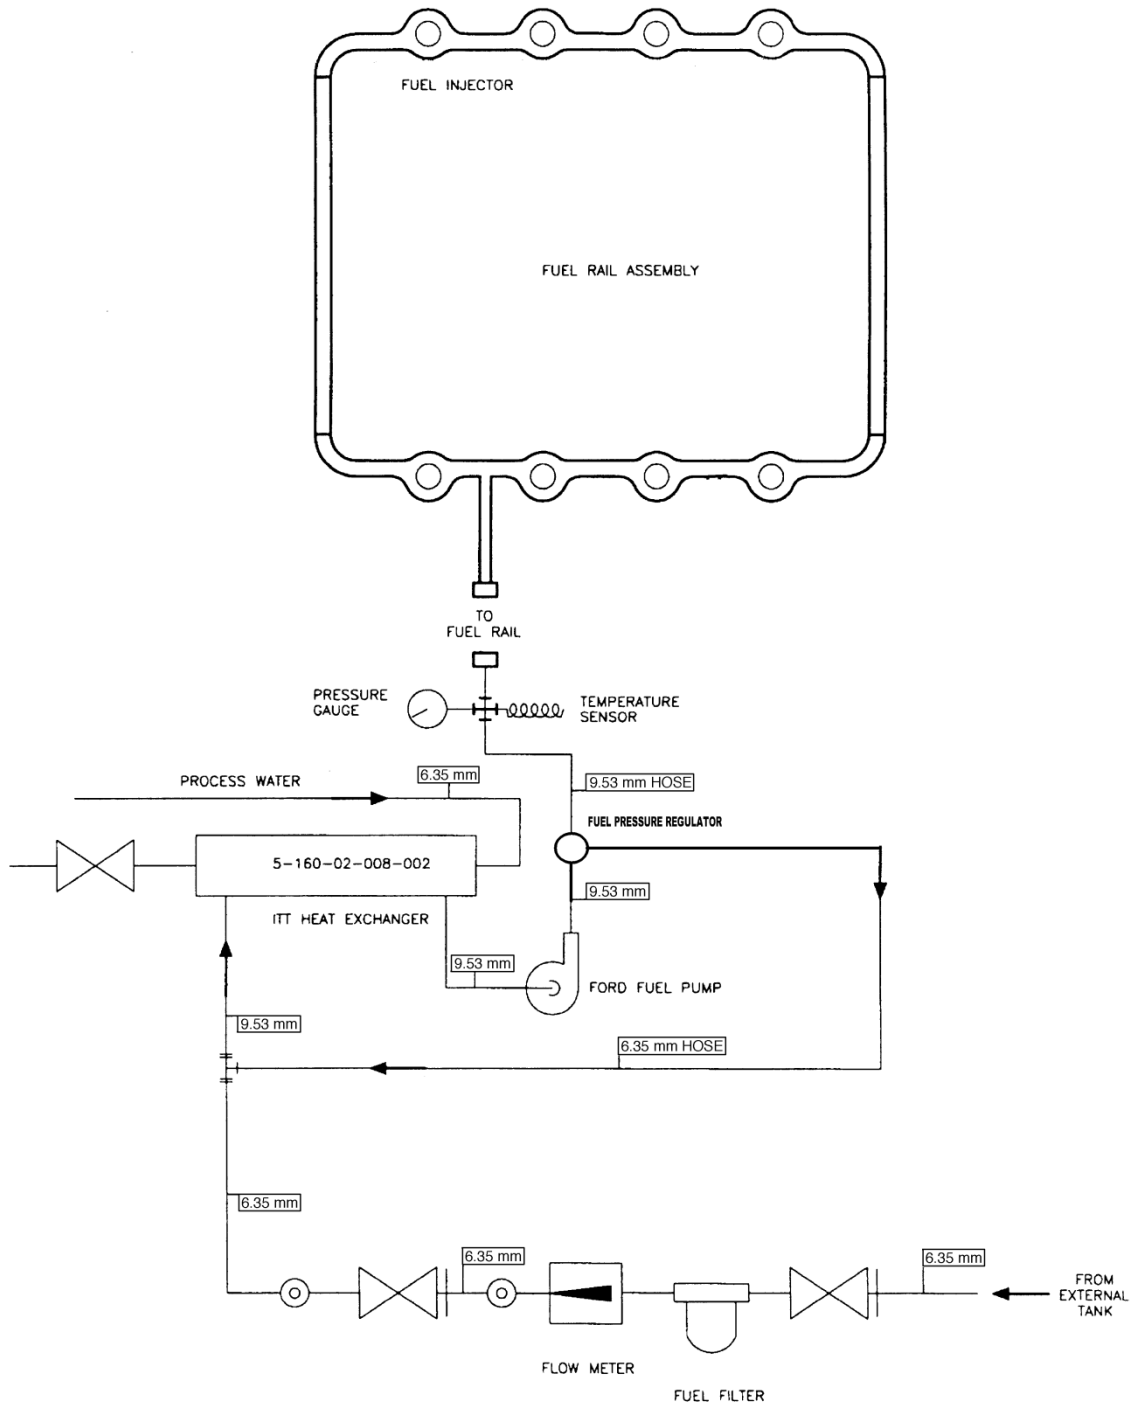 FUEL INJECTOR
FUEL RAIL ASSEMBLY
TO
FUEL RAIL
PRESSURE
GAUGE
TEMPERATURE
SENSOR
6.35 mm
PROCESS WATER
9.53 mm HOSE
FUEL PRESSURE REGULATOR
5-160-02-008-002
9.53 mm
ITT HEAT EXCHANGER
9.53 mm
FORD FUEL PUMP
9.53 mm
6.35 mm HOSE
6.35 mm
6.35 mm
6.35 mm
FROM
EXTERNAL
TANK
FLOW METER
FUEL FILTER